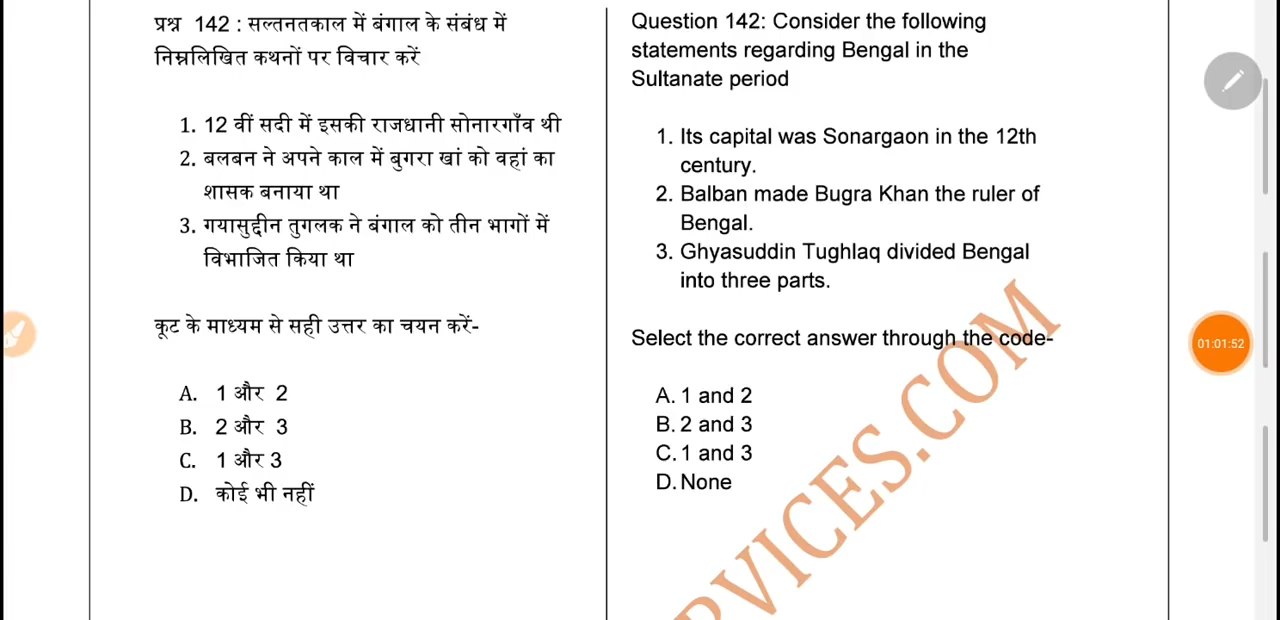 प्रश्न 142 : सल्तनतकाल में बंगाल के संबंध में
निम्नलिखित कथनों पर विचार करें
1. 12 वीं सदी में इसकी राजधानी सोनारगाँव थी
2. बलबन ने अपने काल में बुगरा खां को वहां का
शासक बनाया था
3. गयासुद्दीन तुगलक ने बंगाल को तीन भागों में
विभाजित किया था
कूट के माध्यम से सही उत्तर का चयन करें-
A. 1 और 2
B. 2 और 3
C. 1 और 3
D. कोई भी नहीं
Question 142: Consider the following
statements regarding Bengal in the
Sultanate period
1. Its capital was Sonargaon in the 12th
century.
2. Balban made Bugra Khan the ruler of
Bengal.
3. Ghyasuddin Tughlaq divided Bengal
into three parts.
Select the correct answer through the code-
A. 1 and 2
B. 2 and 3
C. 1 and 3
D. None
RVICES.COM
01:01:52